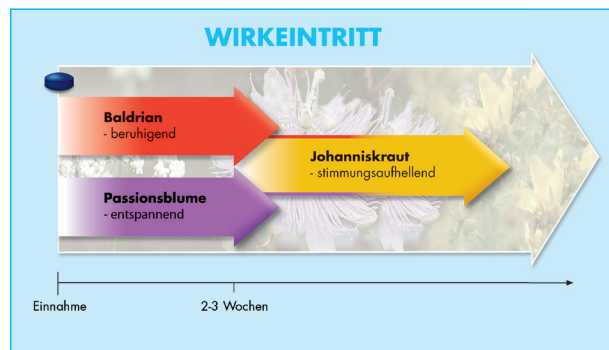 WIRKEINTRITT
Baldrian
- beruhigend
Johanniskraut
- stimmungsaufhellend
Passionsblume
- entspannend
Einnahme
2-3 Wochen